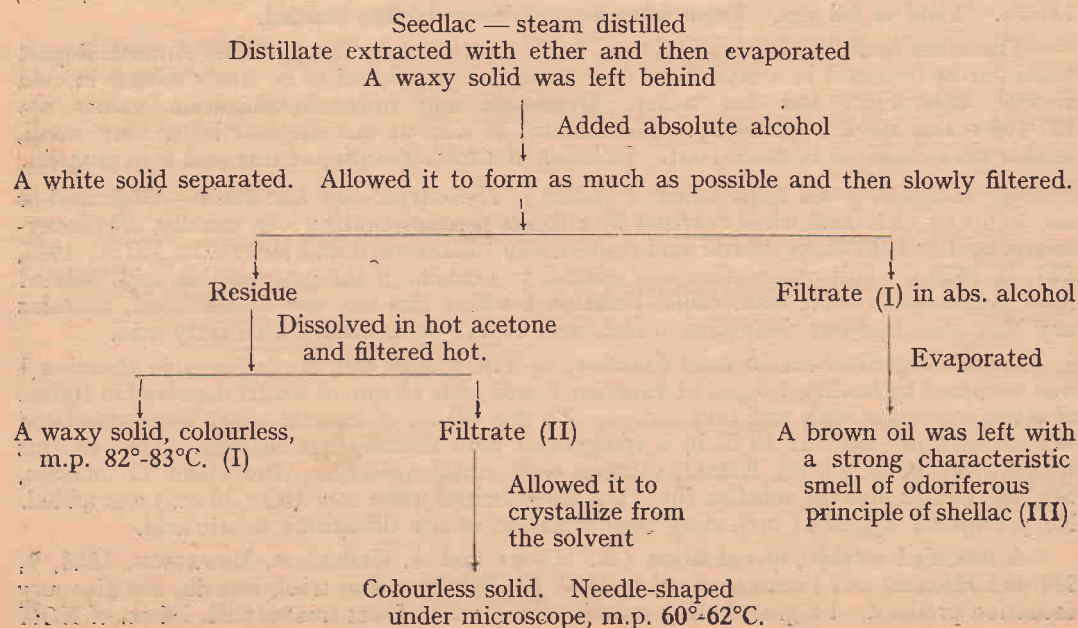 Seedlac — steam distilled
Distillate extracted with ether and then evaporated
A waxy solid was left behind
Added absolute alcohol
A white solid separated. Allowed it to form as much as possible and then slowly filtered.
Residue
Filtrate (I) in abs. alcohol
Dissolved in hot acetone
and filtered hot.
Evaporated
A waxy solid, colourless,
m.p. 82°-83°C. (I)
Filtrate (II)
A brown oil was left with
a strong characteristic
smell of odoriferous
principle of shellac (III)
Allowed it to
crystallize from
the solvent
Colourless solid. Needle-shaped
under microscope, m.p. 60°-62°C.